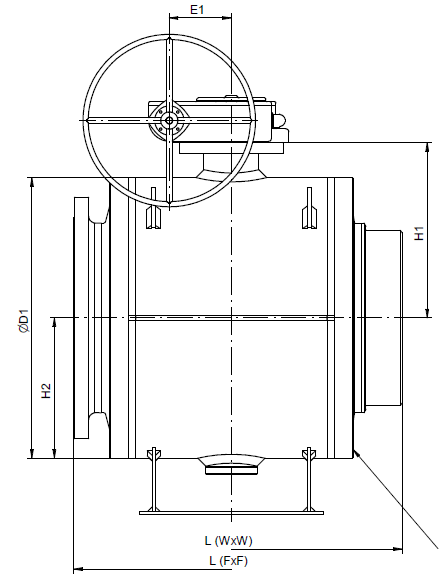 E1
H1
ØD1
H2
L (WxW)
L (FxF)